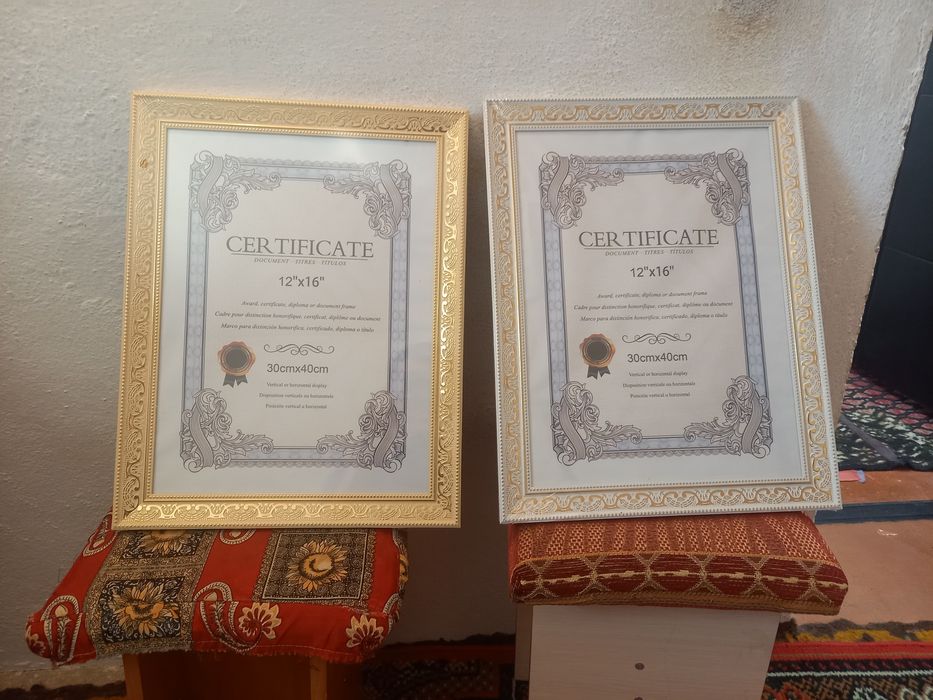 CERTIFICATE
DOCUMENT - TITRES - TITULOS
12"x16"
Award, certificate, diploma or document frame
Cadre pour distinction honorifique, certificat, diplôme ou document
Marco para distinción honorifica, certificado, diploma o título
30cmx40cm
Vertical or horizontal display
Disposition verticale ou horizontale
Posición vertical u horizontal
CERTIFICATE
DOCUMENT - TITRES - TITULOS
12"x16"
Award, certificate, diploma or document frame
Cadre pour distinction honorifique, certificat, diplôme ou document
Marco para distinción honorifica, certificado, diploma o título
30cmx40cm
Vertical or horizontal display
Disposition verticale ou horizontale
Posición vertical u horizontal